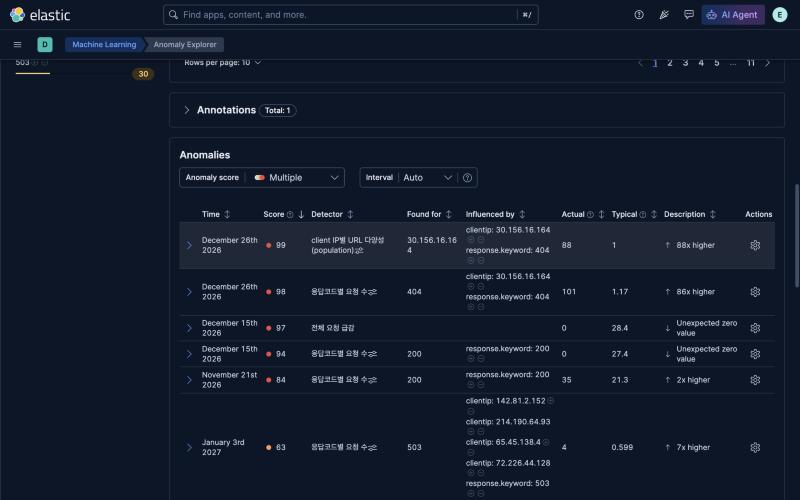 elastic
Find apps, content, and more.
⌘/
AI Agent
E
D
Machine Learning
Anomaly Explorer
503
30
Rows per page: 10
1 2 3 4 5 ... 11
Annotations Total: 1
Anomalies
Anomaly score Multiple
Interval Auto
Time Score Detector Found for Influenced by Actual Typical Description Actions
December 26th 2026
99
client IP별 URL 다양성 (population)
30.156.16.164
clientip: 30.156.16.164
response.keyword: 404
88
1
↑ 88x higher
December 26th 2026
98
응답코드별 요청 수
404
clientip: 30.156.16.164
response.keyword: 404
101
1.17
↑ 86x higher
December 15th 2026
97
전체 요청 급감
0
28.4
↓ Unexpected zero value
December 15th 2026
94
응답코드별 요청 수
200
response.keyword: 200
0
27.4
↓ Unexpected zero value
November 21st 2026
84
응답코드별 요청 수
200
response.keyword: 200
35
21.3
↑ 2x higher
January 3rd 2027
63
응답코드별 요청 수
503
clientip: 142.81.2.152
clientip: 214.190.64.93
clientip: 65.45.138.4
clientip: 72.226.44.128
response.keyword: 503
4
0.599
↑ 7x higher